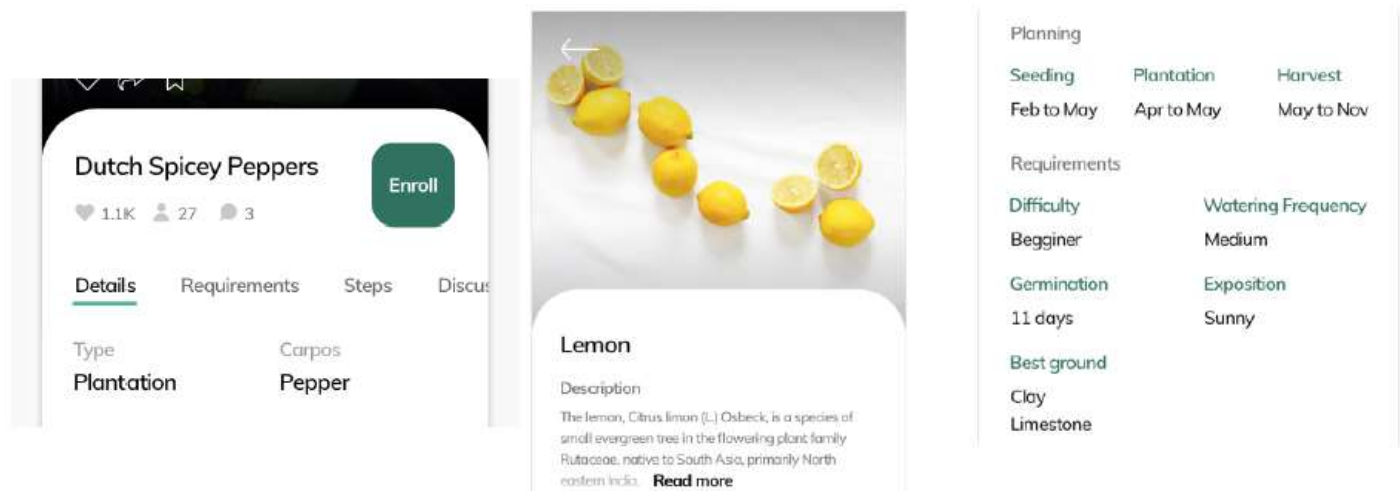 Dutch Spicey Peppers
Enroll
1.1K 27 3
Details Requirements Steps Discus
Type Carpos
Plantation Pepper
Lemon
Description
The lemon, Citrus limon (L.) Osbeck, is a species of
small evergreen tree in the flowering plant family
Rutaceae, native to South Asia, primarily North
eastern India. Read more
Planning
Seeding Plantation Harvest
Feb to May Apr to May May to Nov
Requirements
Difficulty Watering Frequency
Begginer Medium
Germination Exposition
11 days Sunny
Best ground
Clay
Limestone